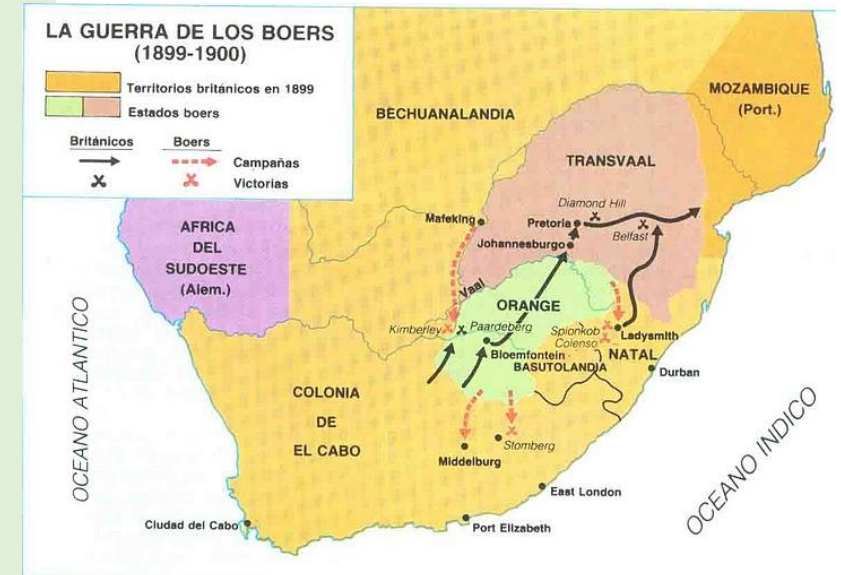 LA GUERRA DE LOS BOERS
(1899-1900)
Territorios británicos en 1899
Estados boers
Británicos
Boers
Campañas
Victorias
BECHUANALANDIA
MOZAMBIQUE
(Port.)
TRANSVAAL
Diamond Hill
Mafeking
Pretoria
Belfast
Johannesburgo
AFRICA
DEL
SUDOESTE
(Alem.)
Vaal
ORANGE
Kimberley
Paardeberg
Spionkob
Colenso
Ladysmith
Bloemfontein
BASUTOLANDIA
NATAL
Durban
COLONIA
DE
EL CABO
Stomberg
Middelburg
East London
Ciudad del Cabo
Port Elizabeth
OCEANO ATLANTICO
OCEANO INDICO